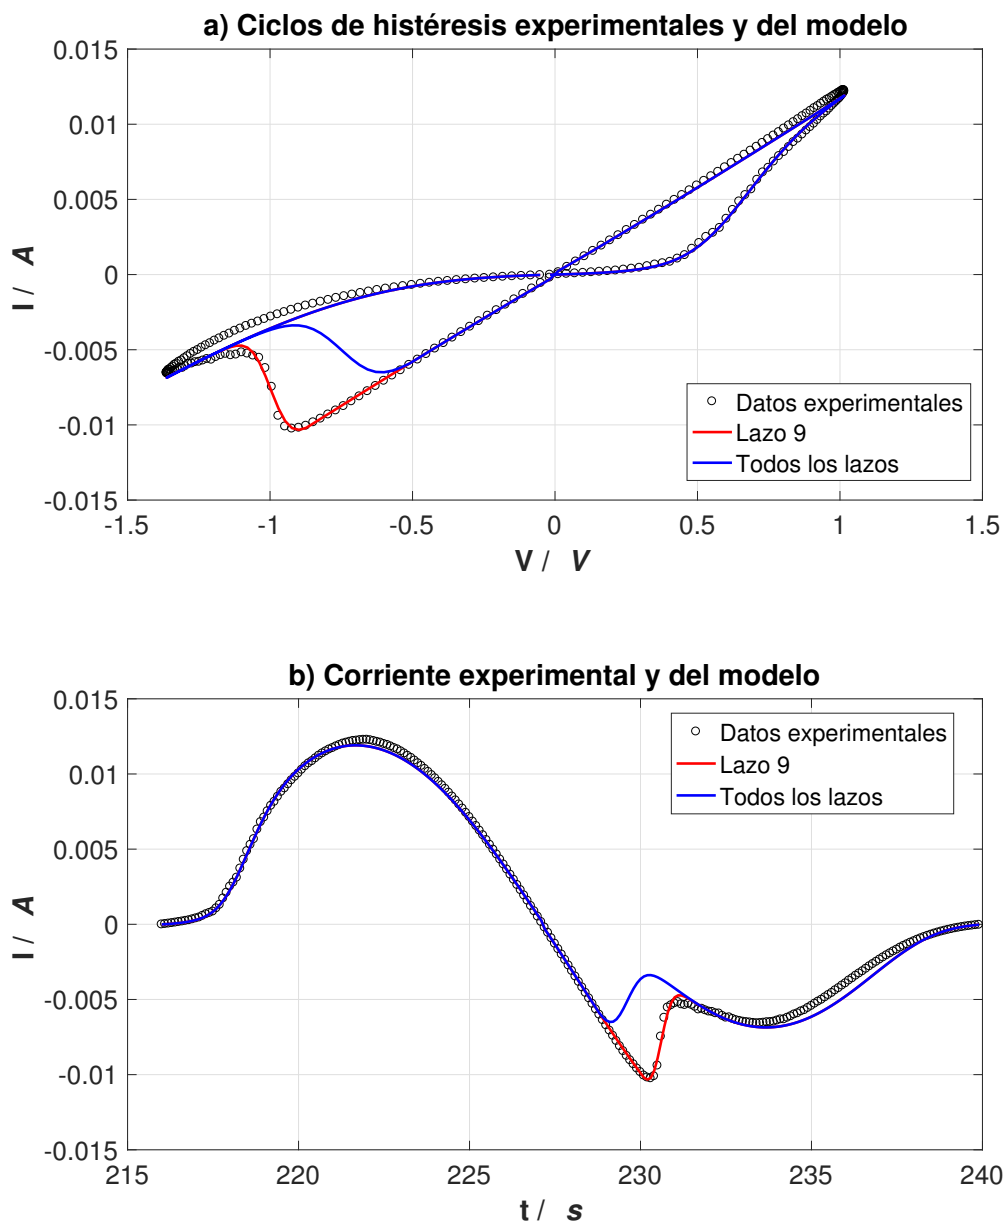 a) Ciclos de histéresis experimentales y del modelo
0.015
0.01
0.005
0
-0.005
-0.01
-0.015
I / A
-1.5
-1
-0.5
0
0.5
1
1.5
V / V
Datos experimentales
Lazo 9
Todos los lazos
b) Corriente experimental y del modelo
0.015
0.01
0.005
0
-0.005
-0.01
-0.015
I / A
215
220
225
230
235
240
t / s
Datos experimentales
Lazo 9
Todos los lazos